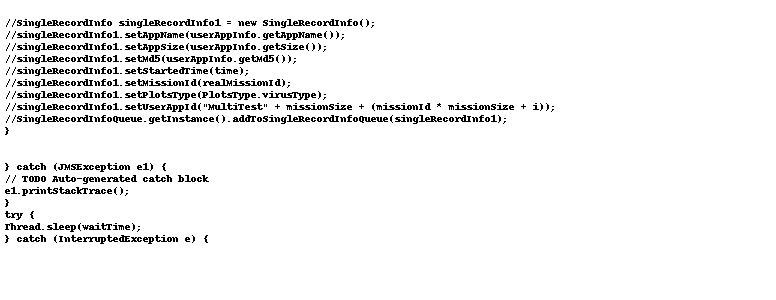 //SingleRecordInfo singleRecordInfo1 = new SingleRecordInfo();
//singleRecordInfo1.setAppName(userAppInfo.getAppName());
//singleRecordInfo1.setAppSize(userAppInfo.getSize());
//singleRecordInfo1.setMd5(userAppInfo.getMd5());
//singleRecordInfo1.setStartedTime(time);
//singleRecordInfo1.setMissionId(realMissionId);
//singleRecordInfo1.setPlotsType(PlotsType.virusType);
//singleRecordInfo1.setUserAppId("MultiTest" + missionSize + (missionId * missionSize + i));
//SingleRecordInfoQueue.getInstance().addToSingleRecordInfoQueue(singleRecordInfo1);
}
} catch (JMSException e1) {
// TODO Auto-generated catch block
e1.printStackTrace();
}
try {
Thread.sleep(waitTime);
} catch (InterruptedException e) {